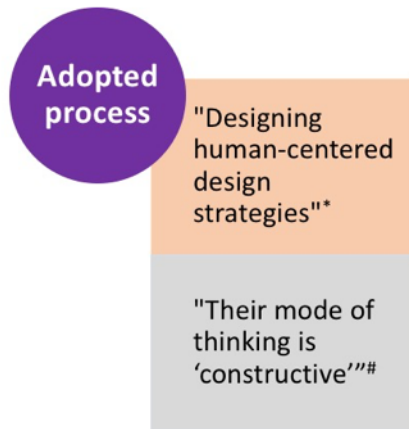 Adopted
process
"Designing
human-centered
design
strategies"*
"Their mode of
thinking is
‘constructive’”#